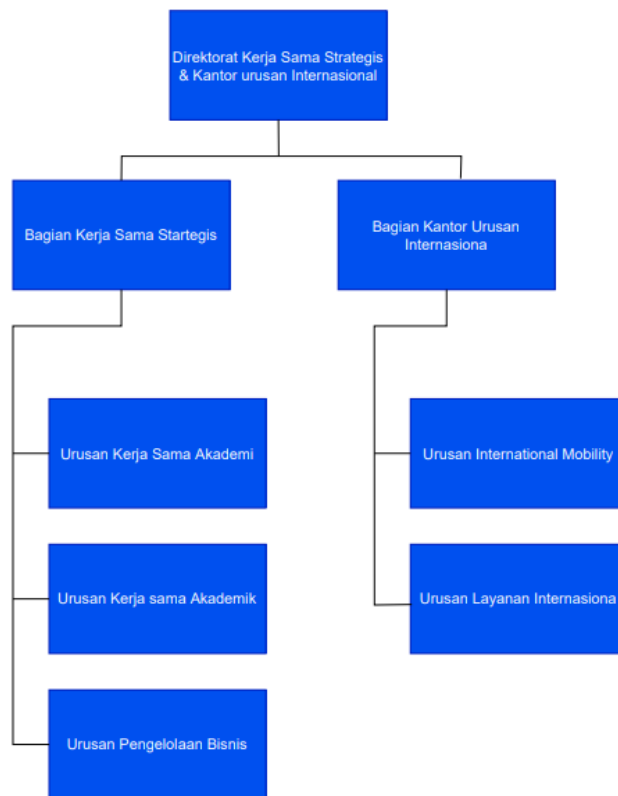 Direktorat Kerja Sama Strategis
& Kantor urusan Internasional
Bagian Kerja Sama Startegis
Bagian Kantor Urusan
Internasiona
Urusan Kerja Sama Akademi
Urusan International Mobility
Urusan Kerja sama Akademik
Urusan Layanan Internasiona
Urusan Pengelolaan Bisnis